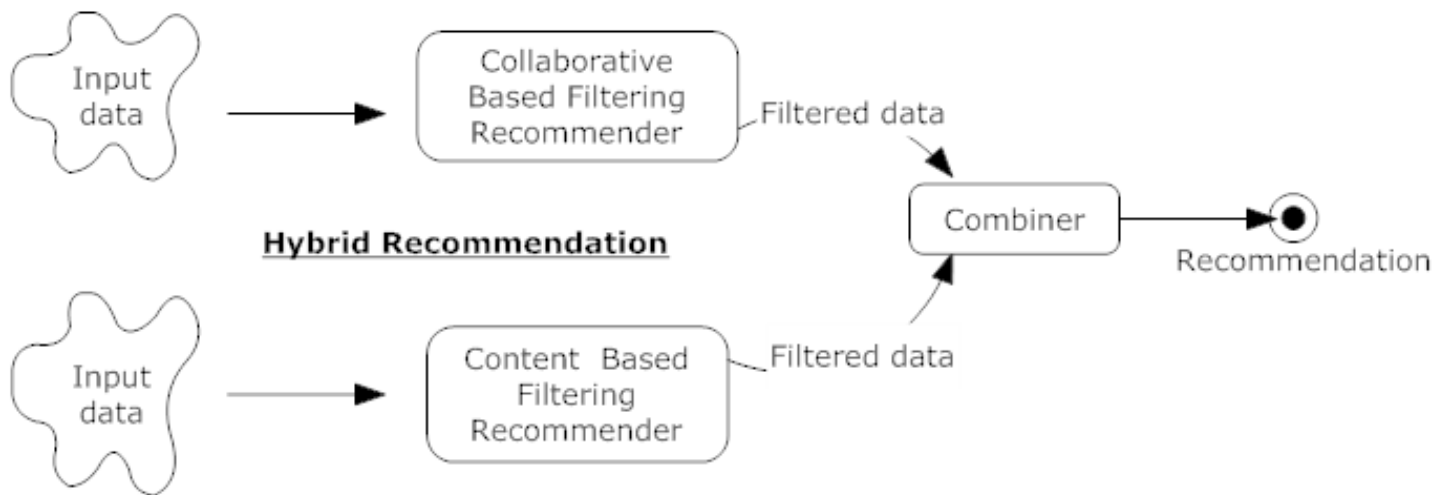 Input
data
Collaborative
Based Filtering
Recommender
Filtered data
Combiner
Recommendation
Hybrid Recommendation
Input
data
Content Based
Filtering
Recommender
Filtered data